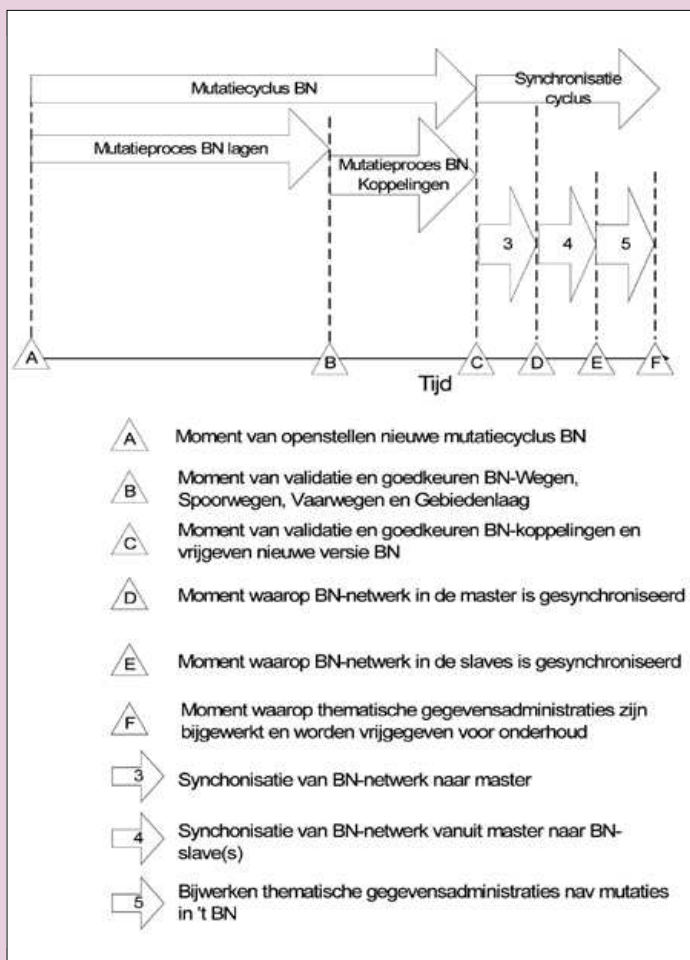 Mutatiecyclus BN
Synchronisatie
cyclus
Mutatieproces BN lagen
Mutatieproces BN
Koppelingen
3
4
5
A
B
C
D
E
F
Tijd
A Moment van openstellen nieuwe mutatiecyclus BN
B Moment van validatie en goedkeuren BN-Wegen,
Spoorwegen, Vaarwegen en Gebiedenlaag
C Moment van validatie en goedkeuren BN-koppelingen en
vrijgeven nieuwe versie BN
D Moment waarop BN-netwerk in de master is gesynchroniseerd
E Moment waarop BN-netwerk in de slaves is gesynchroniseerd
F Moment waarop thematische gegevensadministraties zijn
bijgewerkt en worden vrijgegeven voor onderhoud
3 Synchonisatie van BN-netwerk naar master
4 Synchonisatie van BN-netwerk vanuit master naar BN-
slave(s)
5 Bijwerken thematische gegevensadministraties nav mutaties
in 't BN